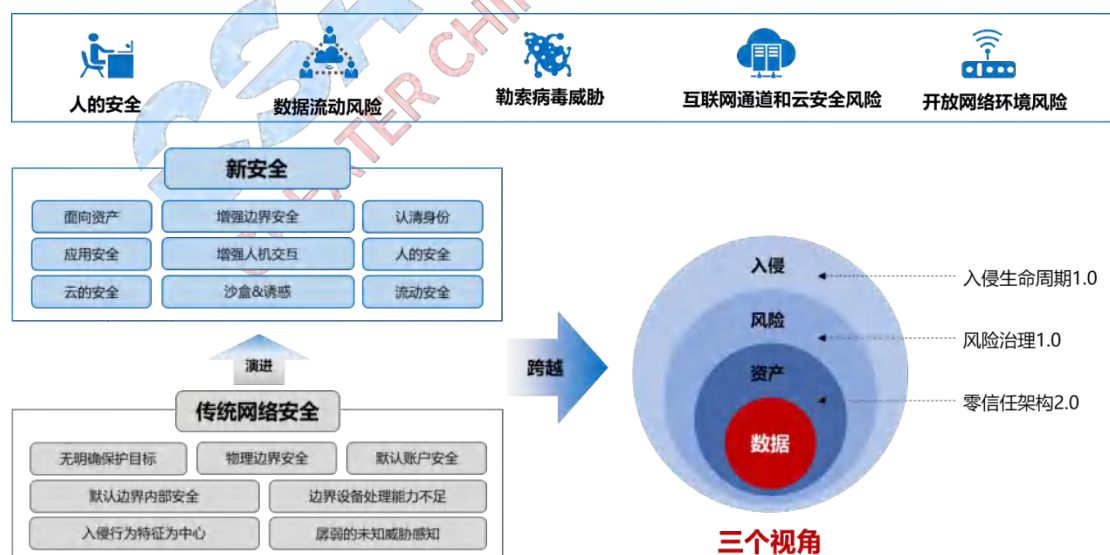 人的安全
数据流动风险
勒索病毒威胁
互联网通道和云安全风险
开放网络环境风险
新安全
面向资产
增强边界安全
认清身份
应用安全
增强人机交互
人的安全
云的安全
沙盒&诱惑
流动安全
演进
传统网络安全
无明确保护目标
物理边界安全
默认账户安全
默认边界内部安全
边界设备处理能力不足
入侵行为特征为中心
孱弱的未知威胁感知
跨越
入侵
风险
资产
数据
入侵生命周期1.0
风险治理1.0
零信任架构2.0
三个视角
CSA